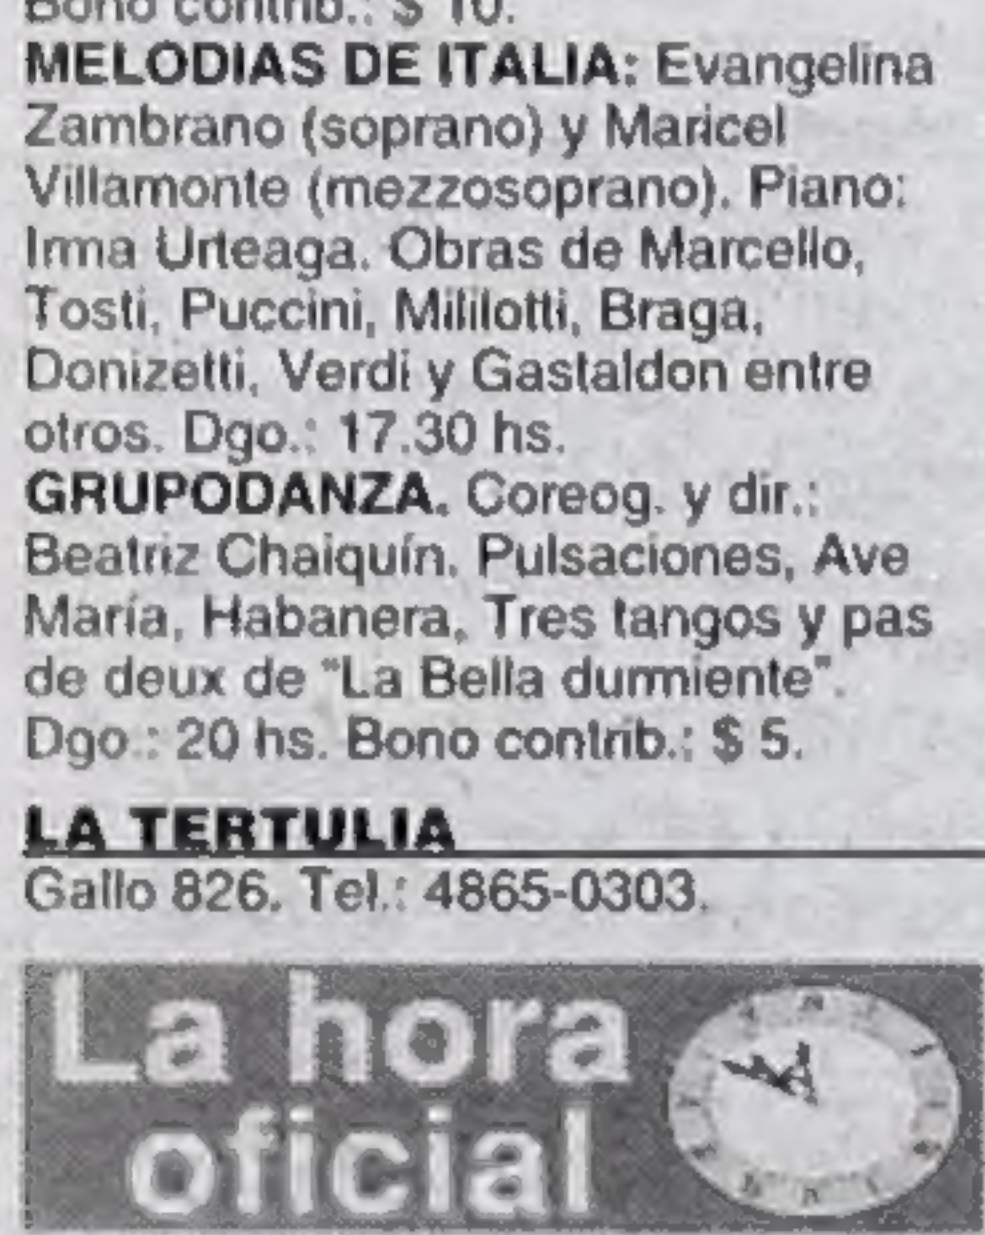 Bono contrib.: $ 10.
MELODIAS DE ITALIA: Evangelina
Zambrano (soprano) y Maricel
Villamonte (mezzosoprano). Piano:
Irma Urteaga. Obras de Marcello,
Tosti, Puccini, Mililotti, Braga,
Donizetti, Verdi y Gastaldon entre
otros. Dgo.: 17.30 hs.
GRUPODANZA. Coreog. y dir.:
Beatriz Chaiquín. Pulsaciones, Ave
María, Habanera, Tres tangos y pas
de deux de "La Bella durmiente".
Dgo.: 20 hs. Bono contrib.: $ 5.
LA TERTULIA
Gallo 826. Tel.: 4865-0303.
La hora
oficial